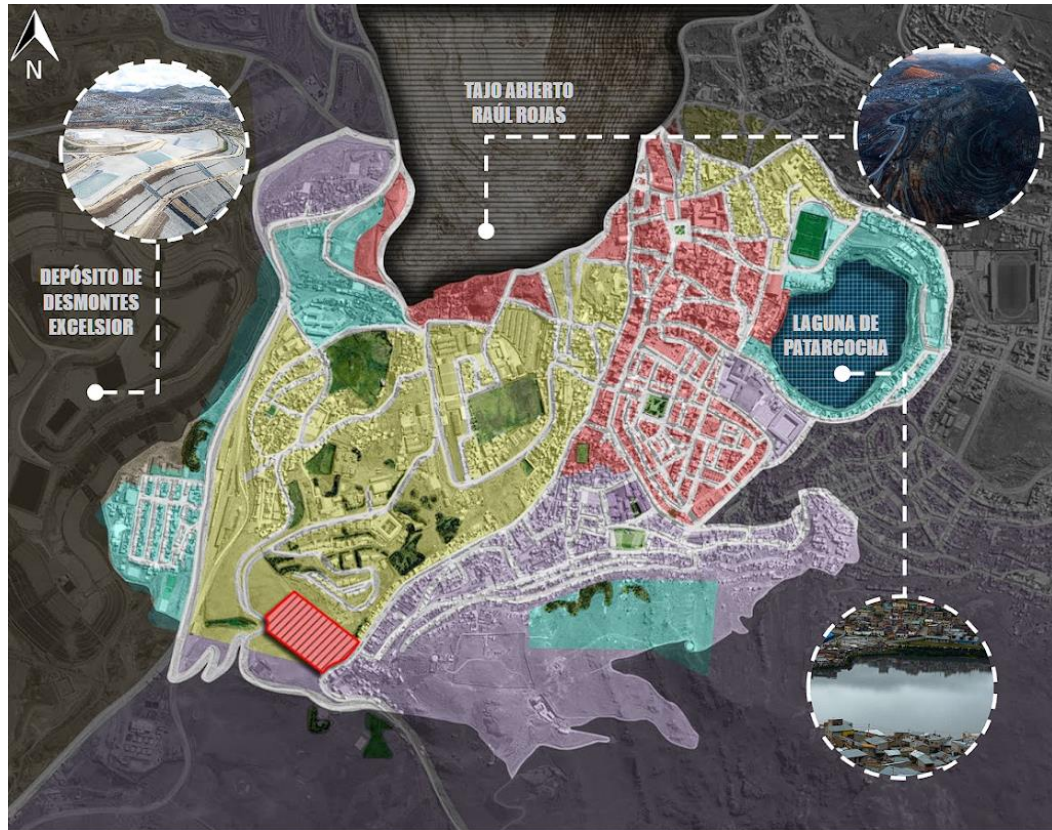 N
TAJO ABIERTO
RAÚL ROJAS
DEPÓSITO DE
DESMONTES
EXCELSIOR
LAGUNA DE
PATARCOCHA